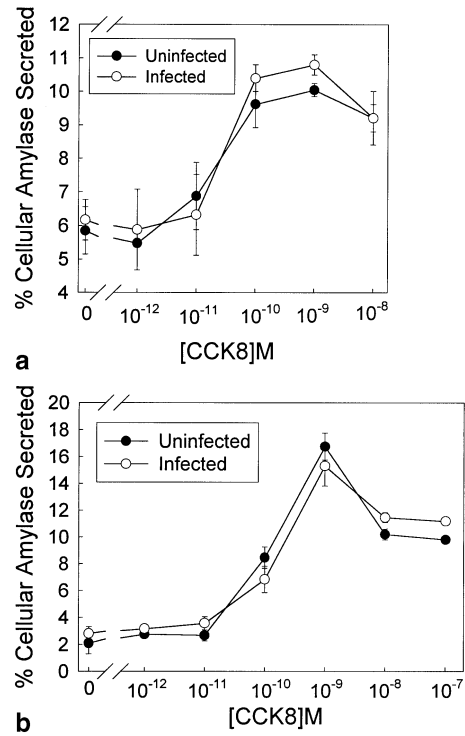 % Cellular Amylase Secreted
12
11
10
9
8
7
6
5
4
Uninfected
Infected
0 10-12 10-11 10-10 10-9 10-8
[CCK8]M
a
% Cellular Amylase Secreted
20
18
16
14
12
10
8
6
4
2
0
Uninfected
Infected
0 10-12 10-11 10-10 10-9 10-8 10-7
[CCK8]M
b